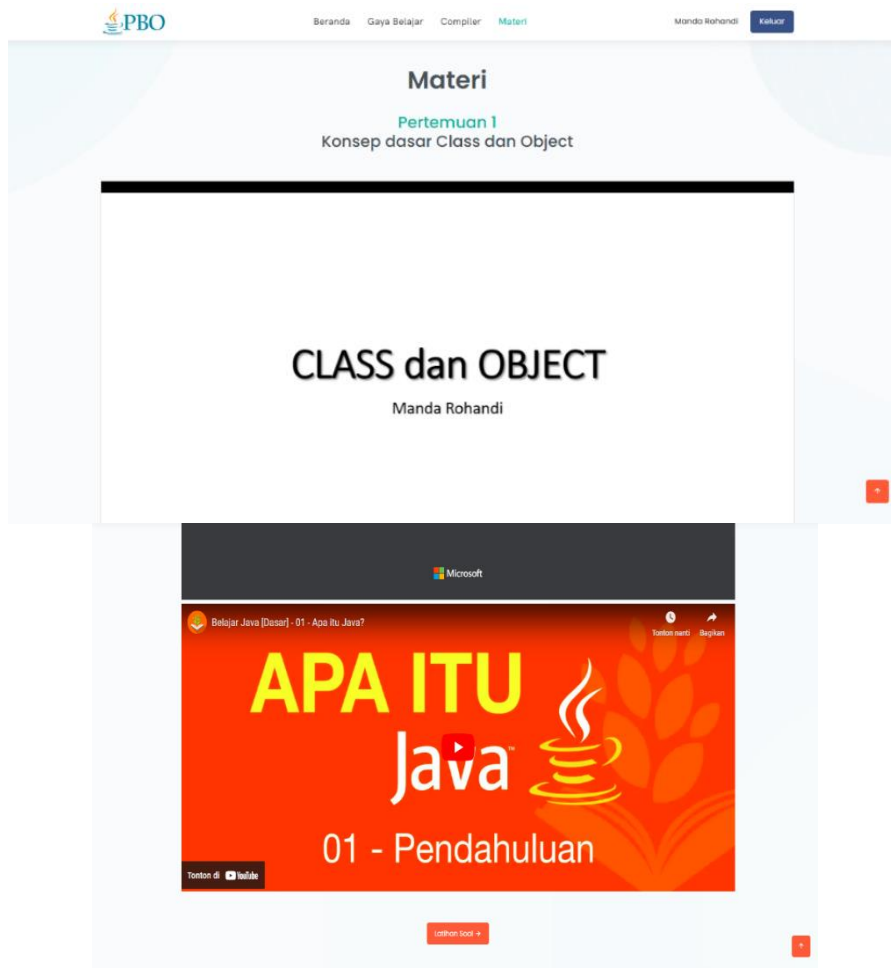 PBO
Beranda Gaya Belajar Compiler Materi Manda Rohandi Keluar
Materi
Pertemuan 1
Konsep dasar Class dan Object
CLASS dan OBJECT
Manda Rohandi
Microsoft
Belajar Java [Dasar] - 01 - Apa itu Java?
Tonton nanti Bagikan
APA ITU
Java™
01 - Pendahuluan
Tonton di YouTube
Latihan Soal →